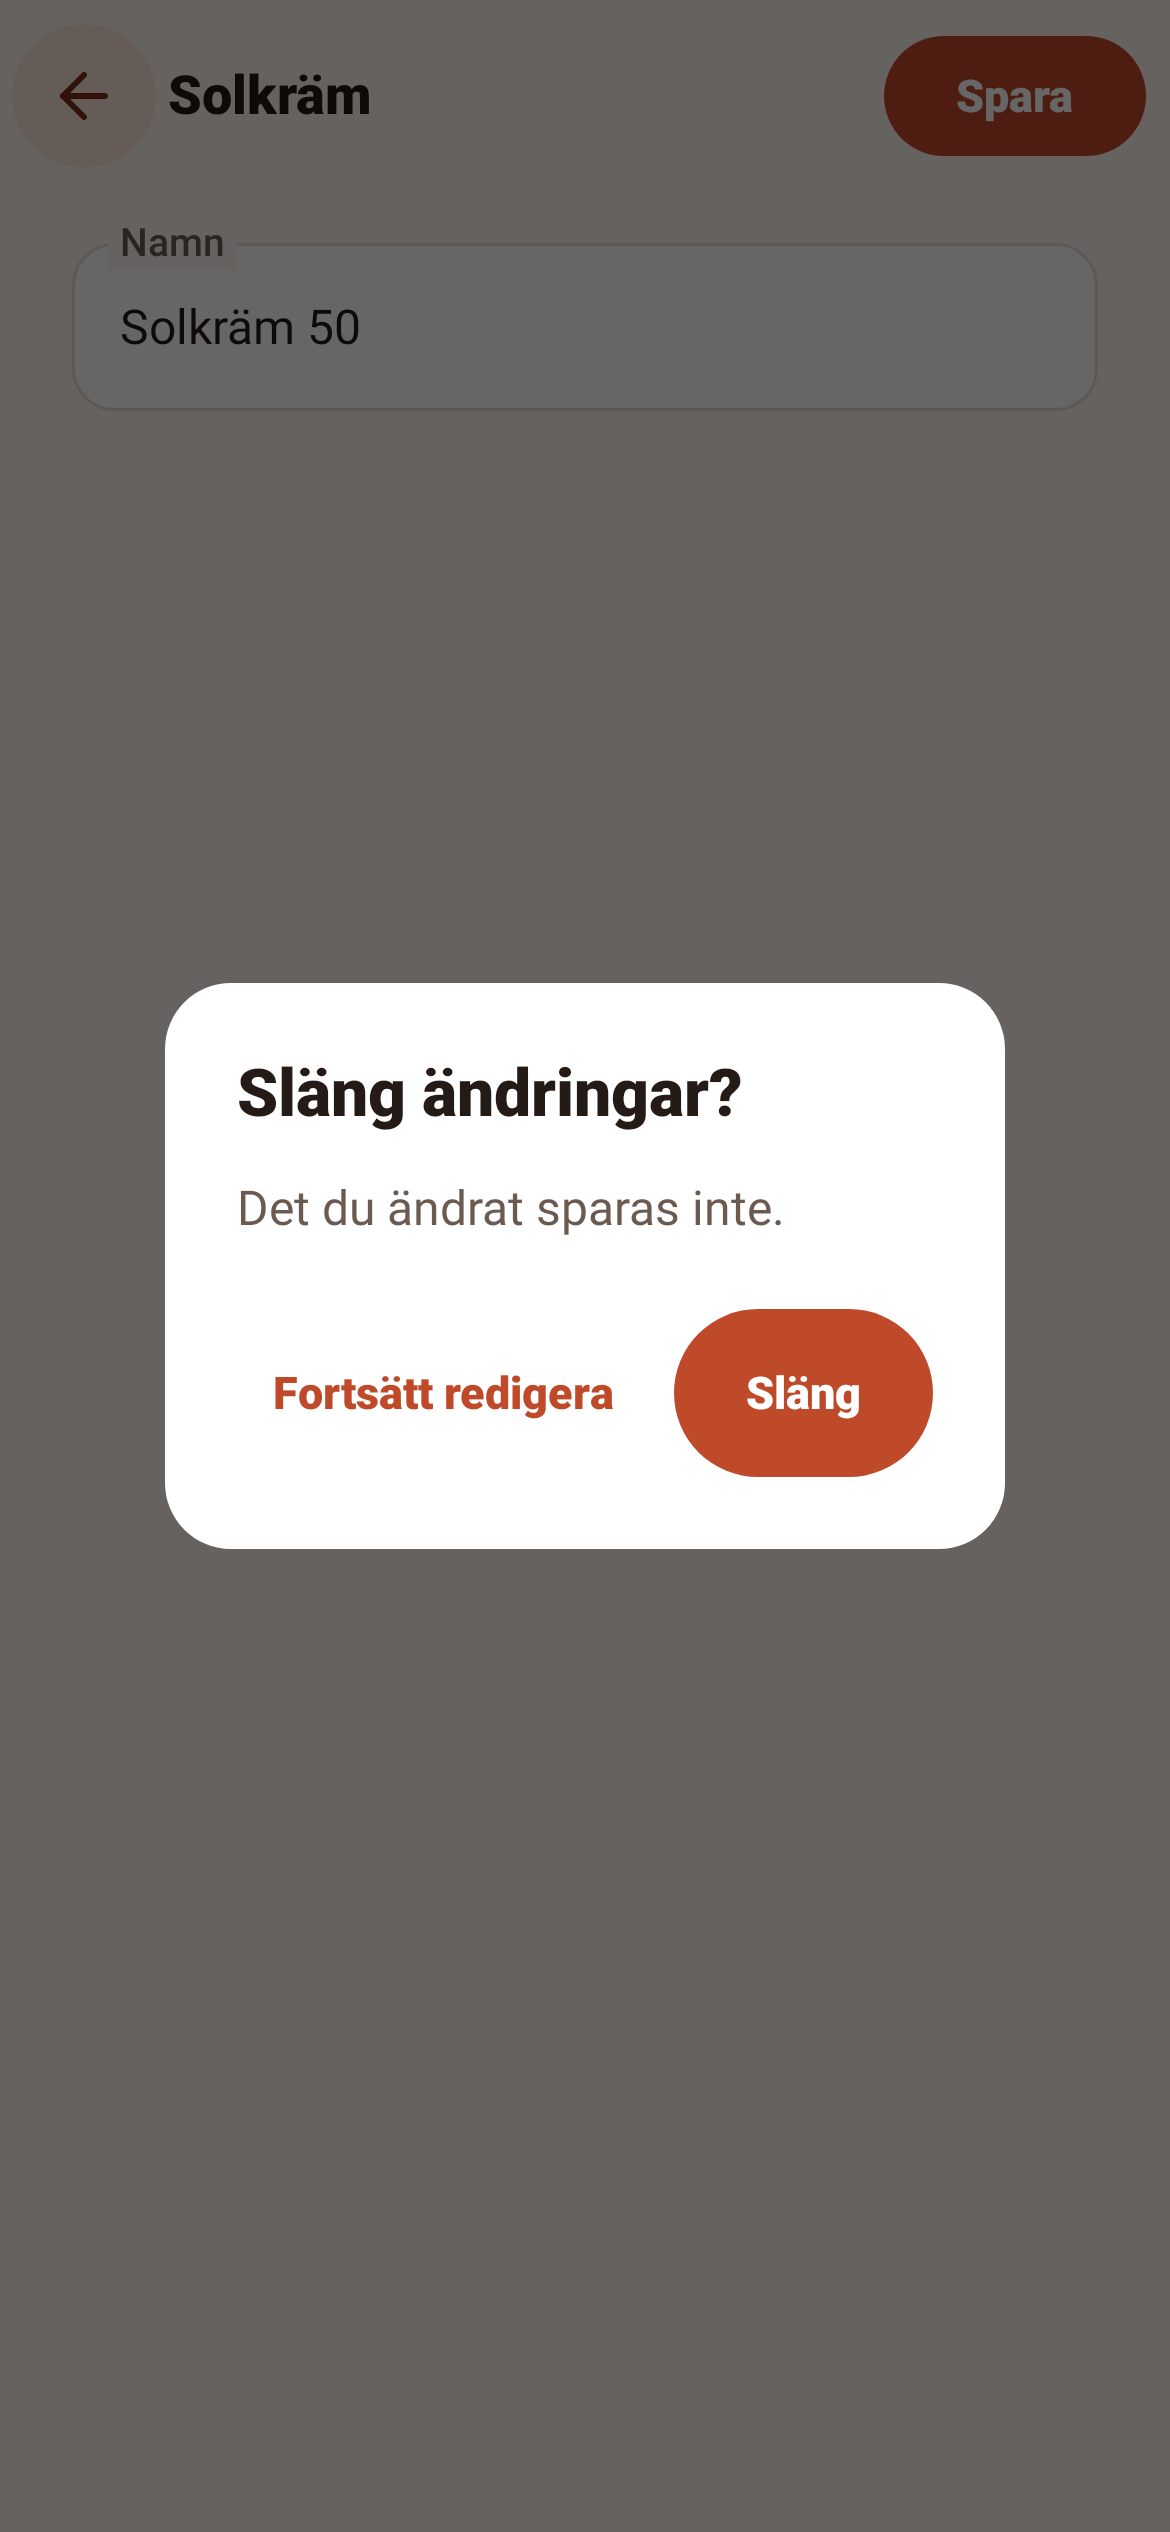 Solkräm
Spara
Namn
Solkräm 50
Släng ändringar?
Det du ändrat sparas inte.
Fortsätt redigera
Släng